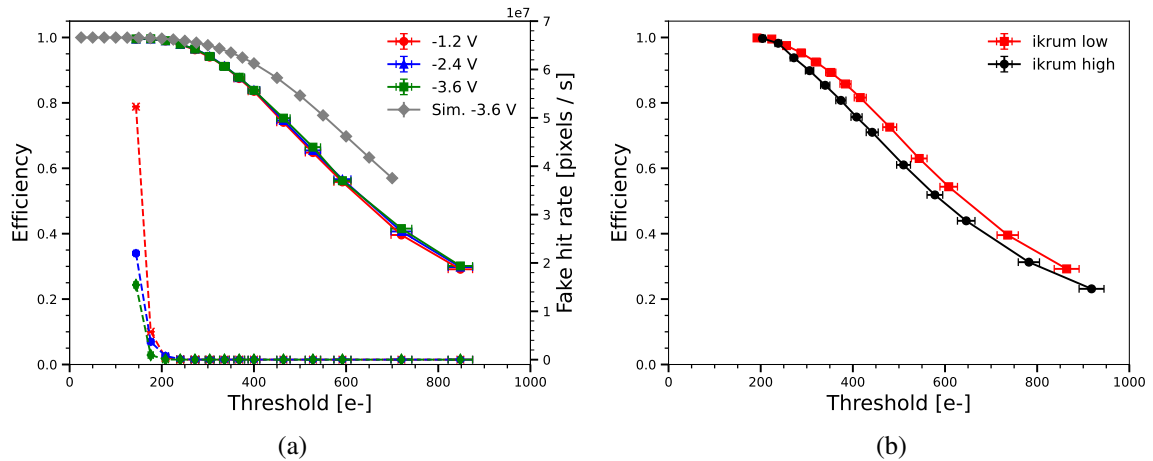 1e7
1.0
0.8
0.6
0.4
0.2
0.0
Efficiency
0
200
400
600
800
1000
Threshold [e-]
7
6
5
4
3
2
1
0
Fake hit rate [pixels / s]
-1.2 V
-2.4 V
-3.6 V
Sim. -3.6 V
(a)
1.0
0.8
0.6
0.4
0.2
0.0
Efficiency
0
200
400
600
800
1000
Threshold [e-]
ikrum low
ikrum high
(b)